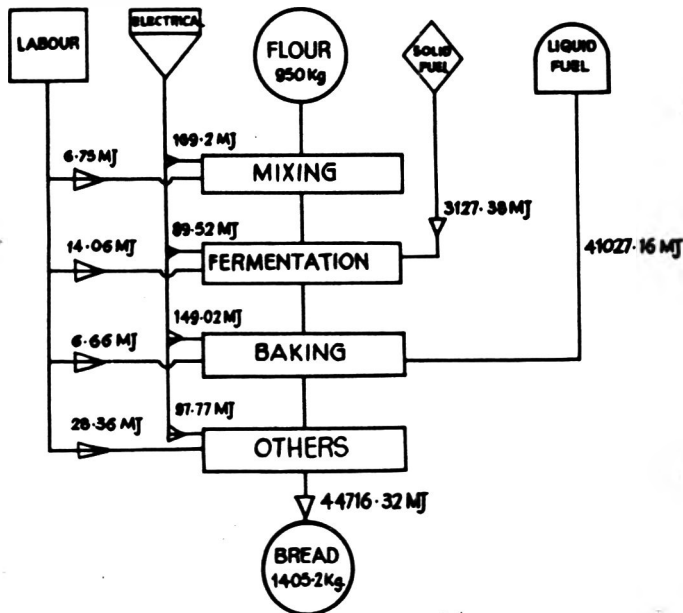 LABOUR
ELECTRICAL
FLOUR
950 Kg
SOLID
FUEL
LIQUID
FUEL
169.2 MJ
6.75 MJ
MIXING
3127.38 MJ
89.52 MJ
14.06 MJ
FERMENTATION
41027.16 MJ
149.02 MJ
6.66 MJ
BAKING
97.77 MJ
28.36 MJ
OTHERS
44716.32 MJ
BREAD
1405.2 Kg.